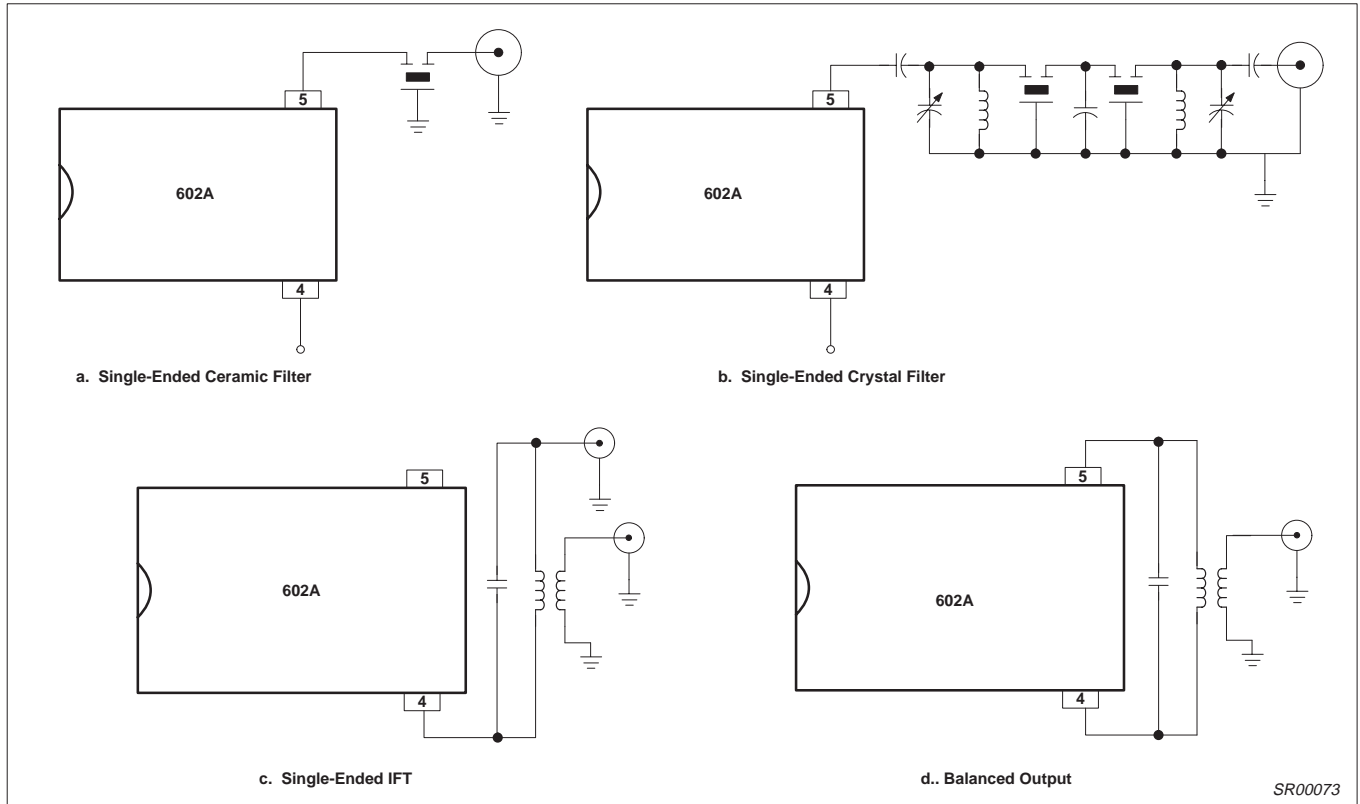 5
602A
4
a. Single-Ended Ceramic Filter
5
602A
4
b. Single-Ended Crystal Filter
5
602A
4
c. Single-Ended IFT
5
602A
4
d.. Balanced Output
SR00073